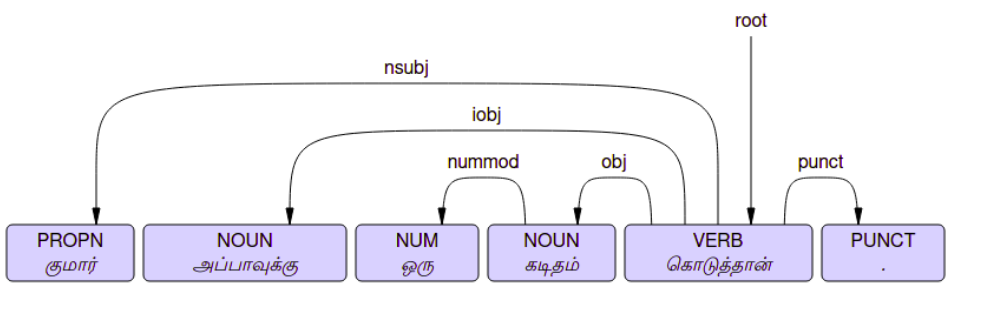 root
nsubj
iobj
nummod obj punct
PROPN NOUN NUM NOUN VERB PUNCT
குமார் அப்பாவுக்கு ஒரு கடிதம் கொடுத்தான் .